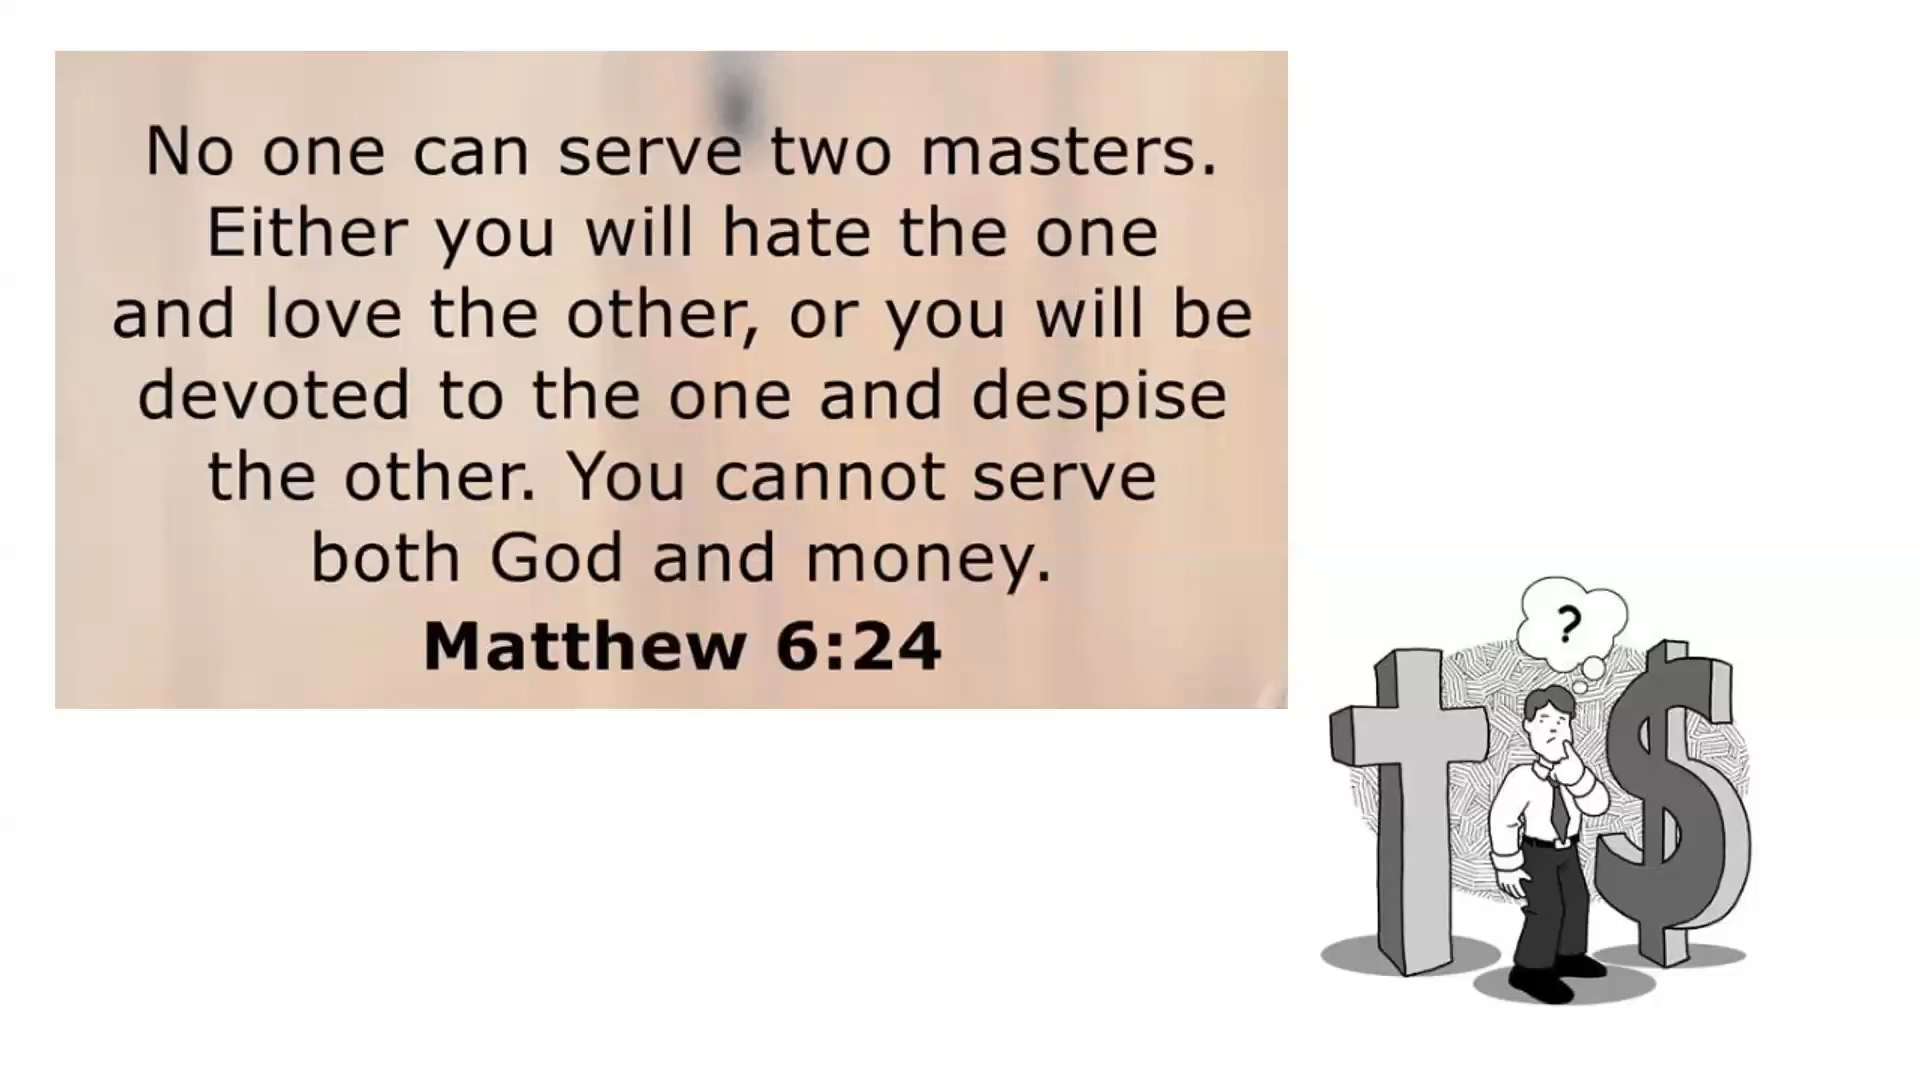 No one can serve two masters.
Either you will hate the one
and love the other, or you will be
devoted to the one and despise
the other. You cannot serve
both God and money.
Matthew 6:24
?
$